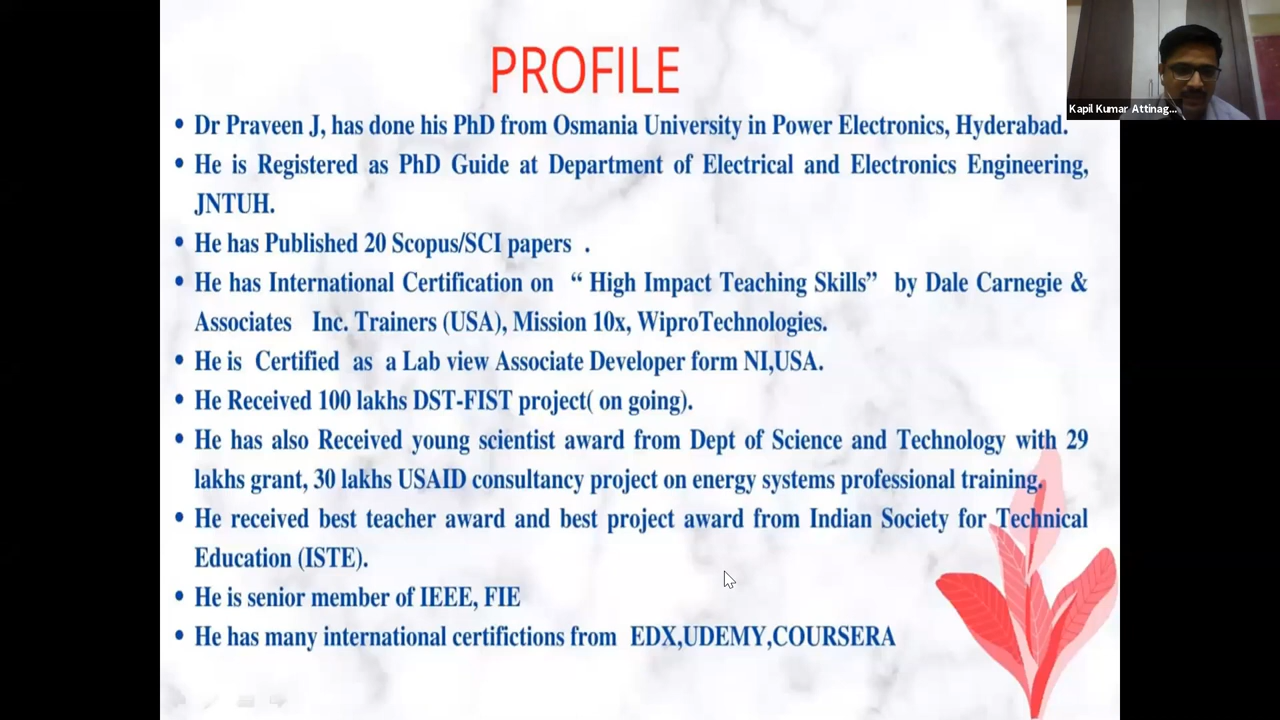 PROFILE
Kapil Kumar Attinag...
• Dr Praveen J, has done his PhD from Osmania University in Power Electronics, Hyderabad.
• He is Registered as PhD Guide at Department of Electrical and Electronics Engineering,
JNTUH.
• He has Published 20 Scopus/SCI papers .
• He has International Certification on “ High Impact Teaching Skills” by Dale Carnegie &
Associates Inc. Trainers (USA), Mission 10x, WiproTechnologies.
• He is Certified as a Lab view Associate Developer form NI,USA.
• He Received 100 lakhs DST-FIST project( on going).
• He has also Received young scientist award from Dept of Science and Technology with 29
lakhs grant, 30 lakhs USAID consultancy project on energy systems professional training.
• He received best teacher award and best project award from Indian Society for Technical
Education (ISTE).
• He is senior member of IEEE, FIE
• He has many international certifictions from EDX,UDEMY,COURSERA